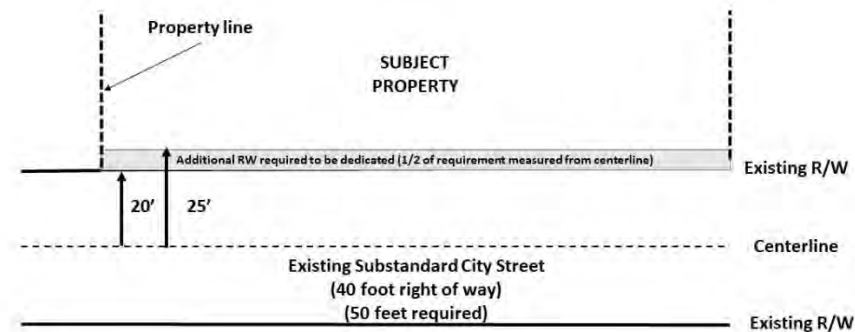 Property line
SUBJECT
PROPERTY
Additional RW required to be dedicated (1/2 of requirement measured from centerline)
Existing R/W
20'
25'
Centerline
Existing Substandard City Street
(40 foot right of way)
(50 feet required)
Existing R/W